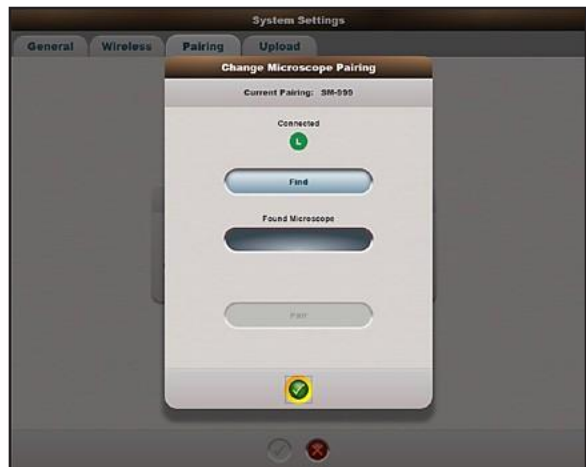 System Settings
General Wireless Pairing Upload
Change Microscope Pairing
Current Pairing: SM-999
Connected
L
Find
Found Microscope
Pair